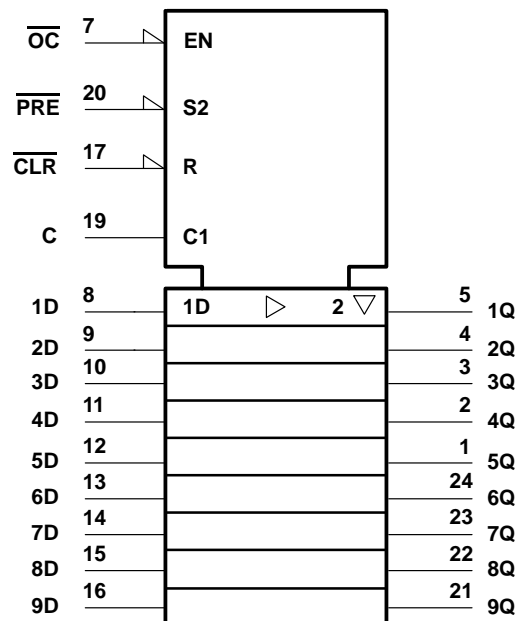 OC 7 EN
PRE 20 S2
CLR 17 R
C 19 C1
1D 8 1D 2 5 1Q
2D 9 4 2Q
3D 10 3 3Q
4D 11 2 4Q
5D 12 1 5Q
6D 13 24 6Q
7D 14 23 7Q
8D 15 22 8Q
9D 16 21 9Q